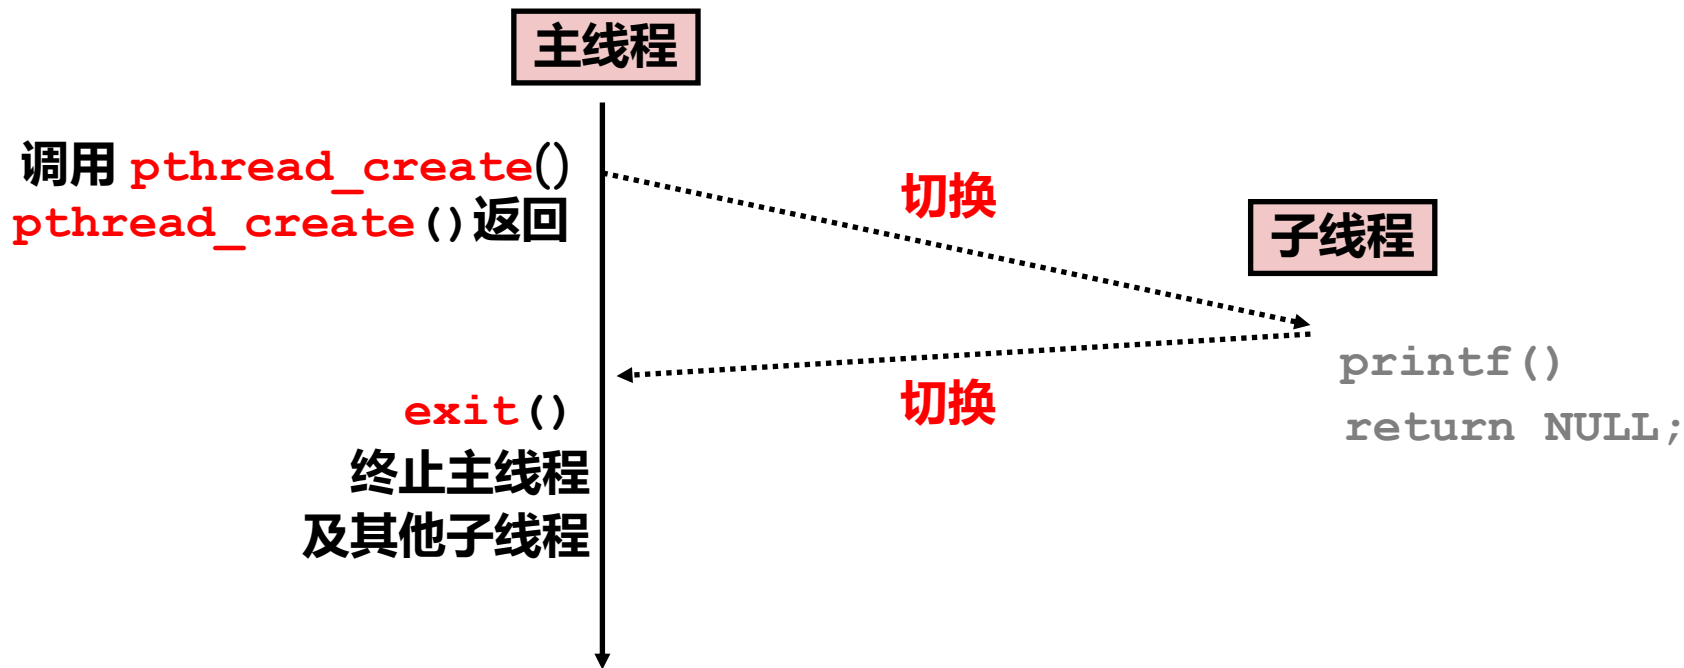 主线程
调用 pthread_create()
pthread_create()返回
切换
子线程
printf()
return NULL;
切换
exit()
终止主线程
及其他子线程